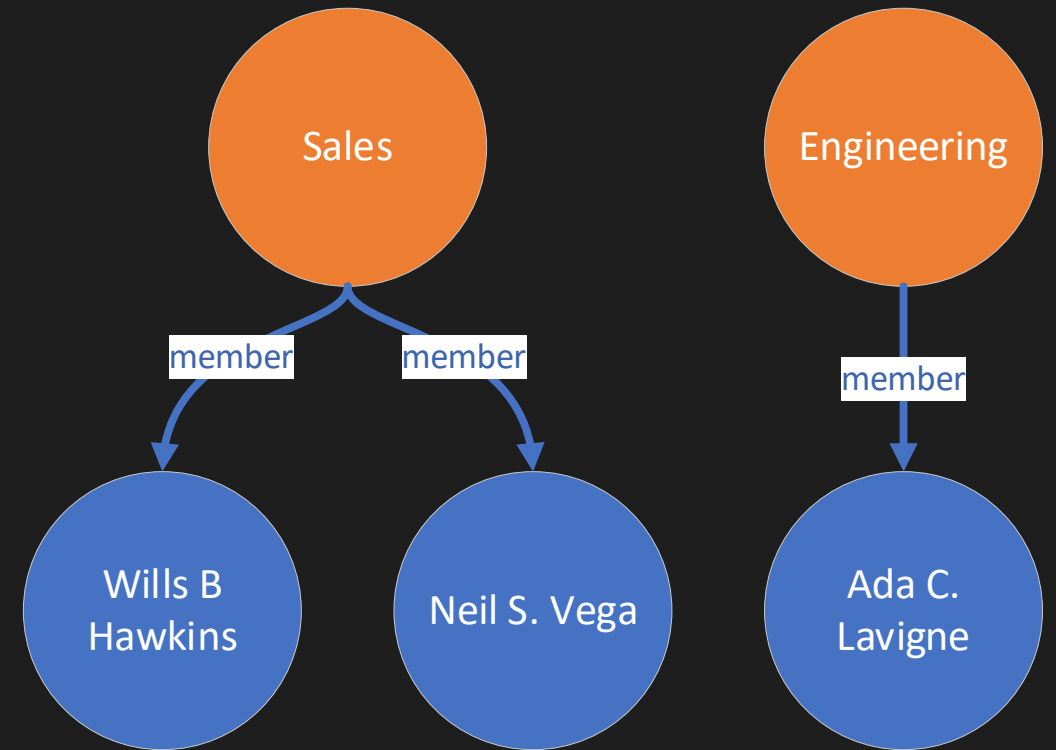 Sales
Engineering
member
member
member
Wills B
Hawkins
Neil S. Vega
Ada C.
Lavigne